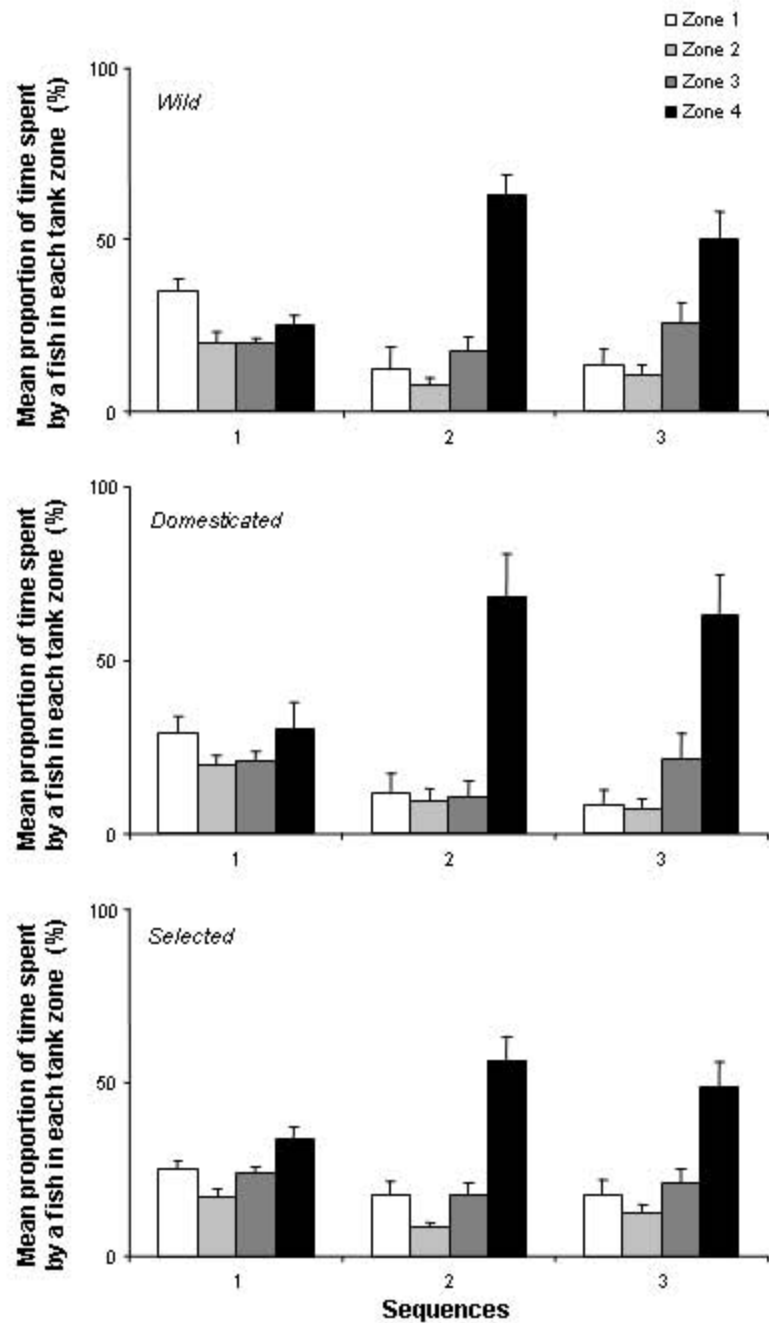 Zone 1
Zone 2
Zone 3
Zone 4
Mean proportion of time spent
by a fish in each tank zone (%)
100
50
0
Wild
1
2
3
Mean proportion of time spent
by a fish in each tank zone (%)
100
50
0
Domesticated
1
2
3
Mean proportion of time spent
by a fish in each tank zone (%)
100
50
0
Selected
1
2
3
Sequences